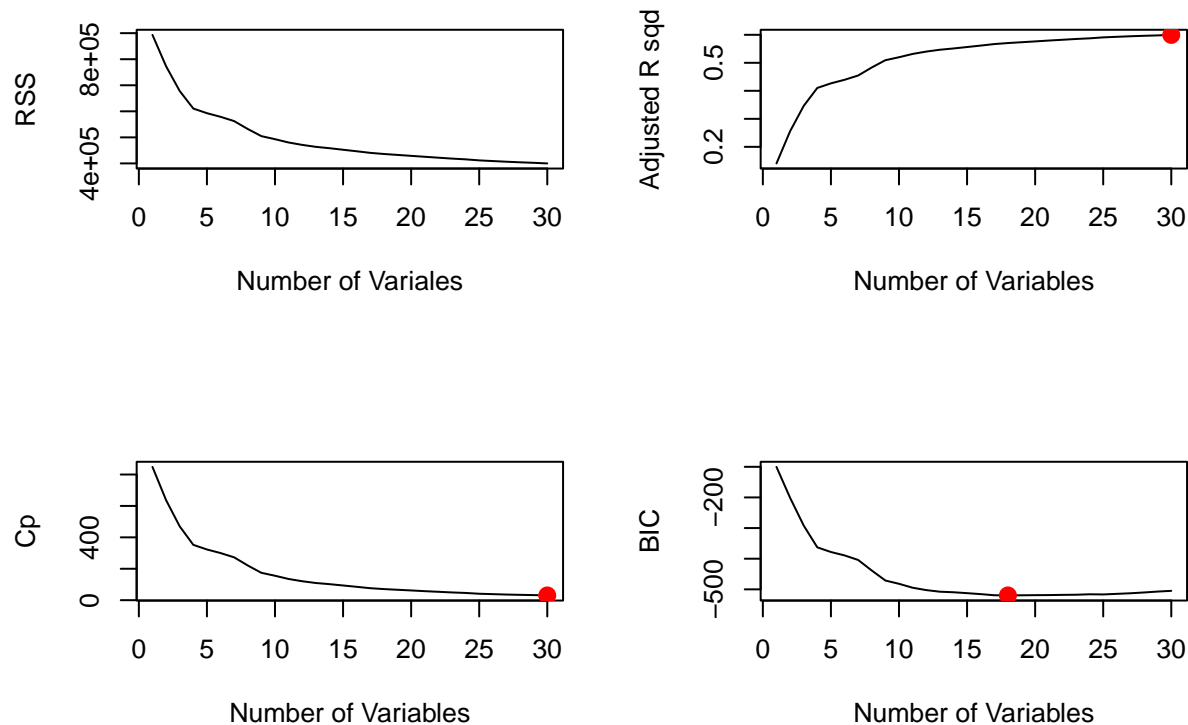 RSS
8e+05
4e+05
0 5 10 15 20 25 30
Number of Variales
Adjusted R sqd
0.5
0.2
0 5 10 15 20 25 30
Number of Variables
Cp
400
0
0 5 10 15 20 25 30
Number of Variables
BIC
−200
−500
0 5 10 15 20 25 30
Number of Variables